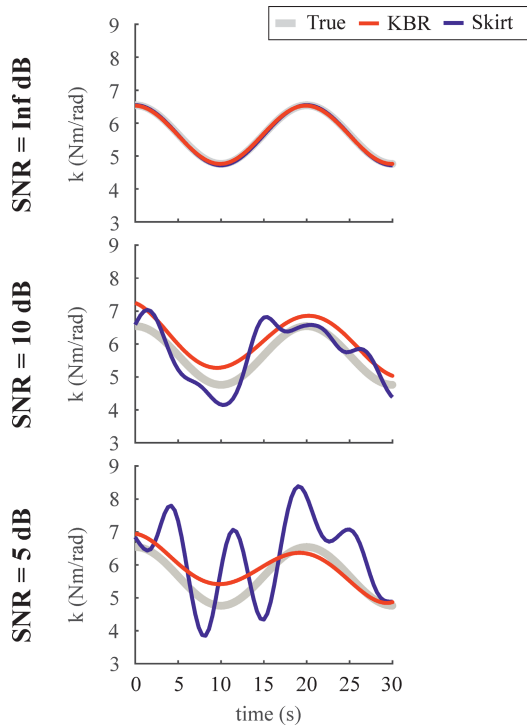 True KBR Skirt
SNR = Inf dB
k (Nm/rad)
9
8
7
6
5
4
3
SNR = 10 dB
k (Nm/rad)
9
8
7
6
5
4
3
SNR = 5 dB
k (Nm/rad)
9
8
7
6
5
4
3
0 5 10 15 20 25 30
time (s)